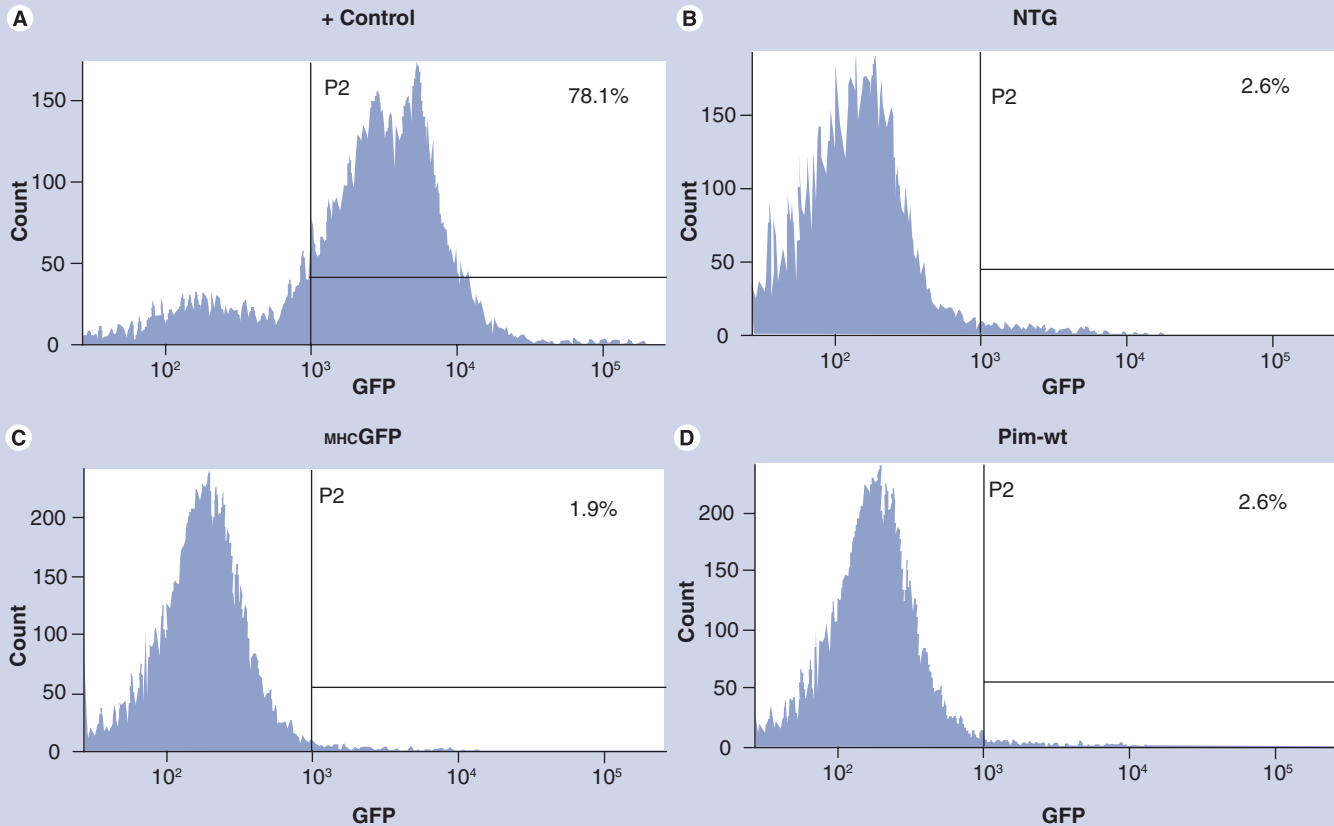 A
+ Control
150
100
50
0
Count
P2
78.1%
10²
10³
10⁴
10⁵
GFP
B
NTG
150
100
50
0
Count
P2
2.6%
10²
10³
10⁴
10⁵
GFP
C
MHCGFP
200
150
100
50
0
Count
P2
1.9%
10²
10³
10⁴
10⁵
GFP
D
Pim-wt
200
150
100
50
0
Count
P2
2.6%
10²
10³
10⁴
10⁵
GFP